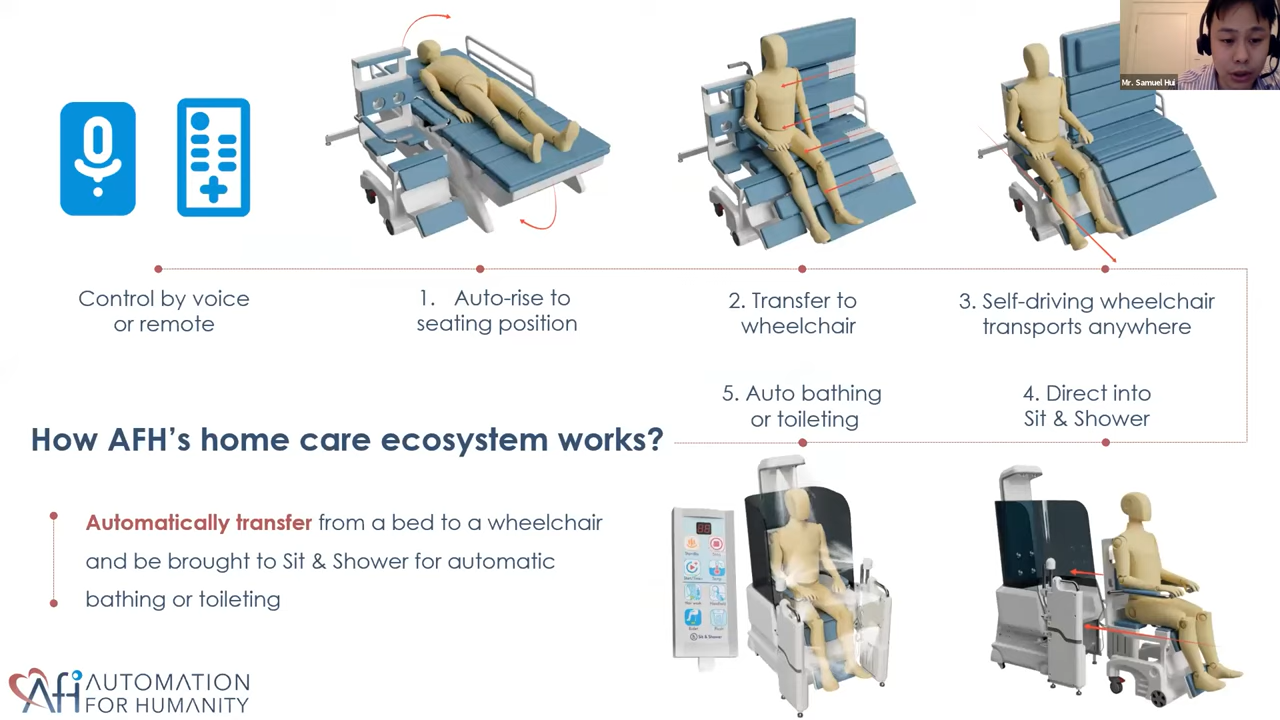 Mr. Samuel Hui
Control by voice
or remote
1. Auto-rise to
seating position
2. Transfer to
wheelchair
3. Self-driving wheelchair
transports anywhere
4. Direct into
Sit & Shower
5. Auto bathing
or toileting
How AFH's home care ecosystem works?
Automatically transfer from a bed to a wheelchair
and be brought to Sit & Shower for automatic
bathing or toileting
Sit & Shower
Afh AUTOMATION
FOR HUMANITY